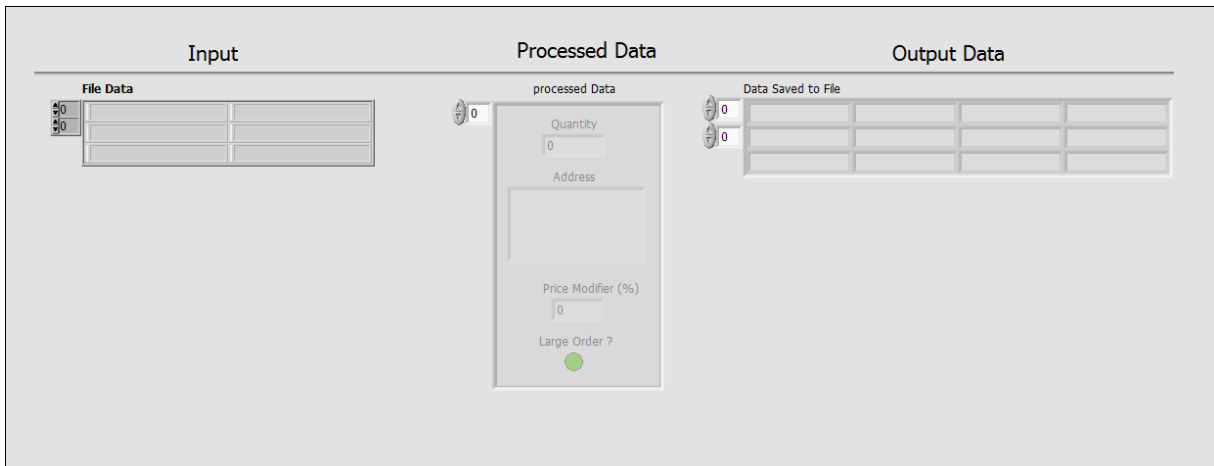 Input
Processed Data
Output Data
File Data
0
0
processed Data
0
Quantity
0
Address
Price Modifier (%)
0
Large Order ?
Data Saved to File
0
0